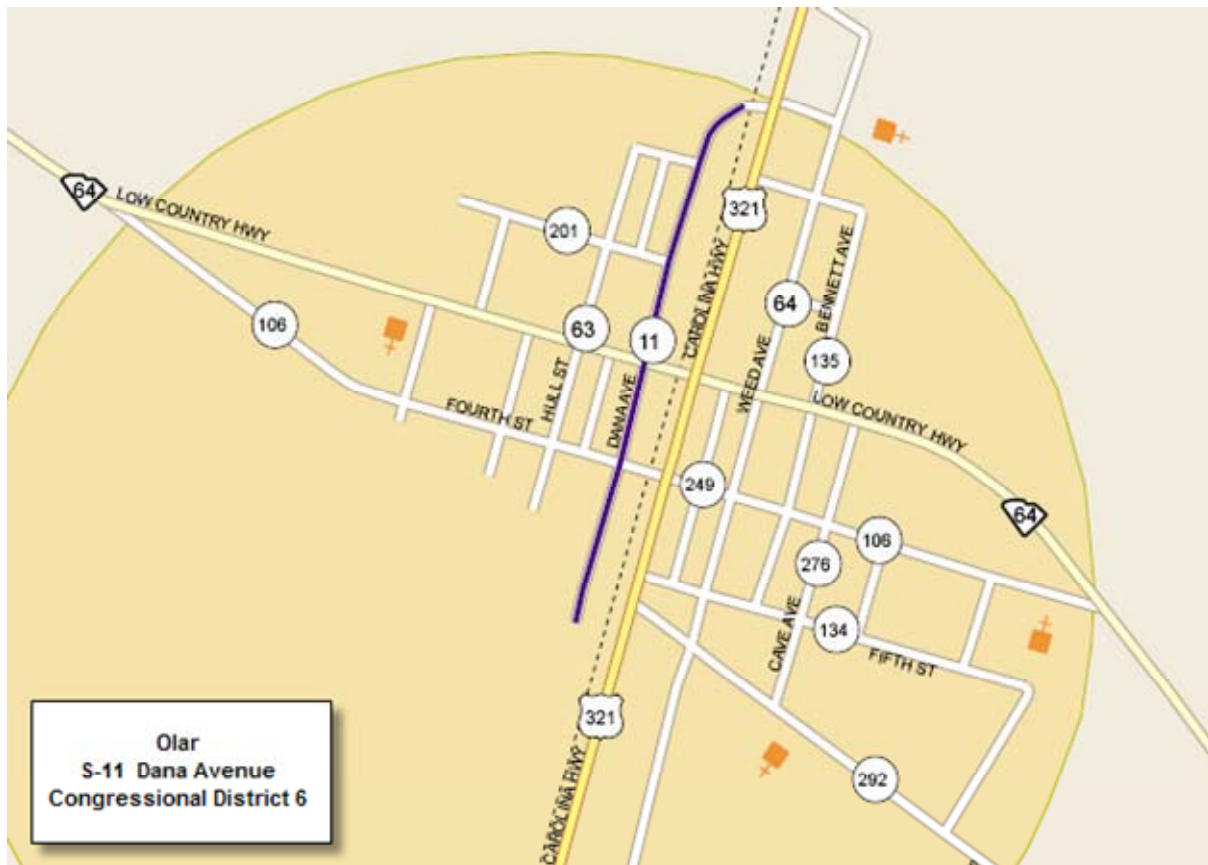 64
LOW COUNTRY HWY
201
321
CAROLINA HWY
106
63
11
64
BENNETT AVE
135
HULL ST
DANA AVE
WEED AVE
LOW COUNTRY HWY
FOURTH ST
249
64
106
276
134
CAVE AVE
FIFTH ST
321
CAROLINA HWY
292
Olar
S-11 Dana Avenue
Congressional District 6